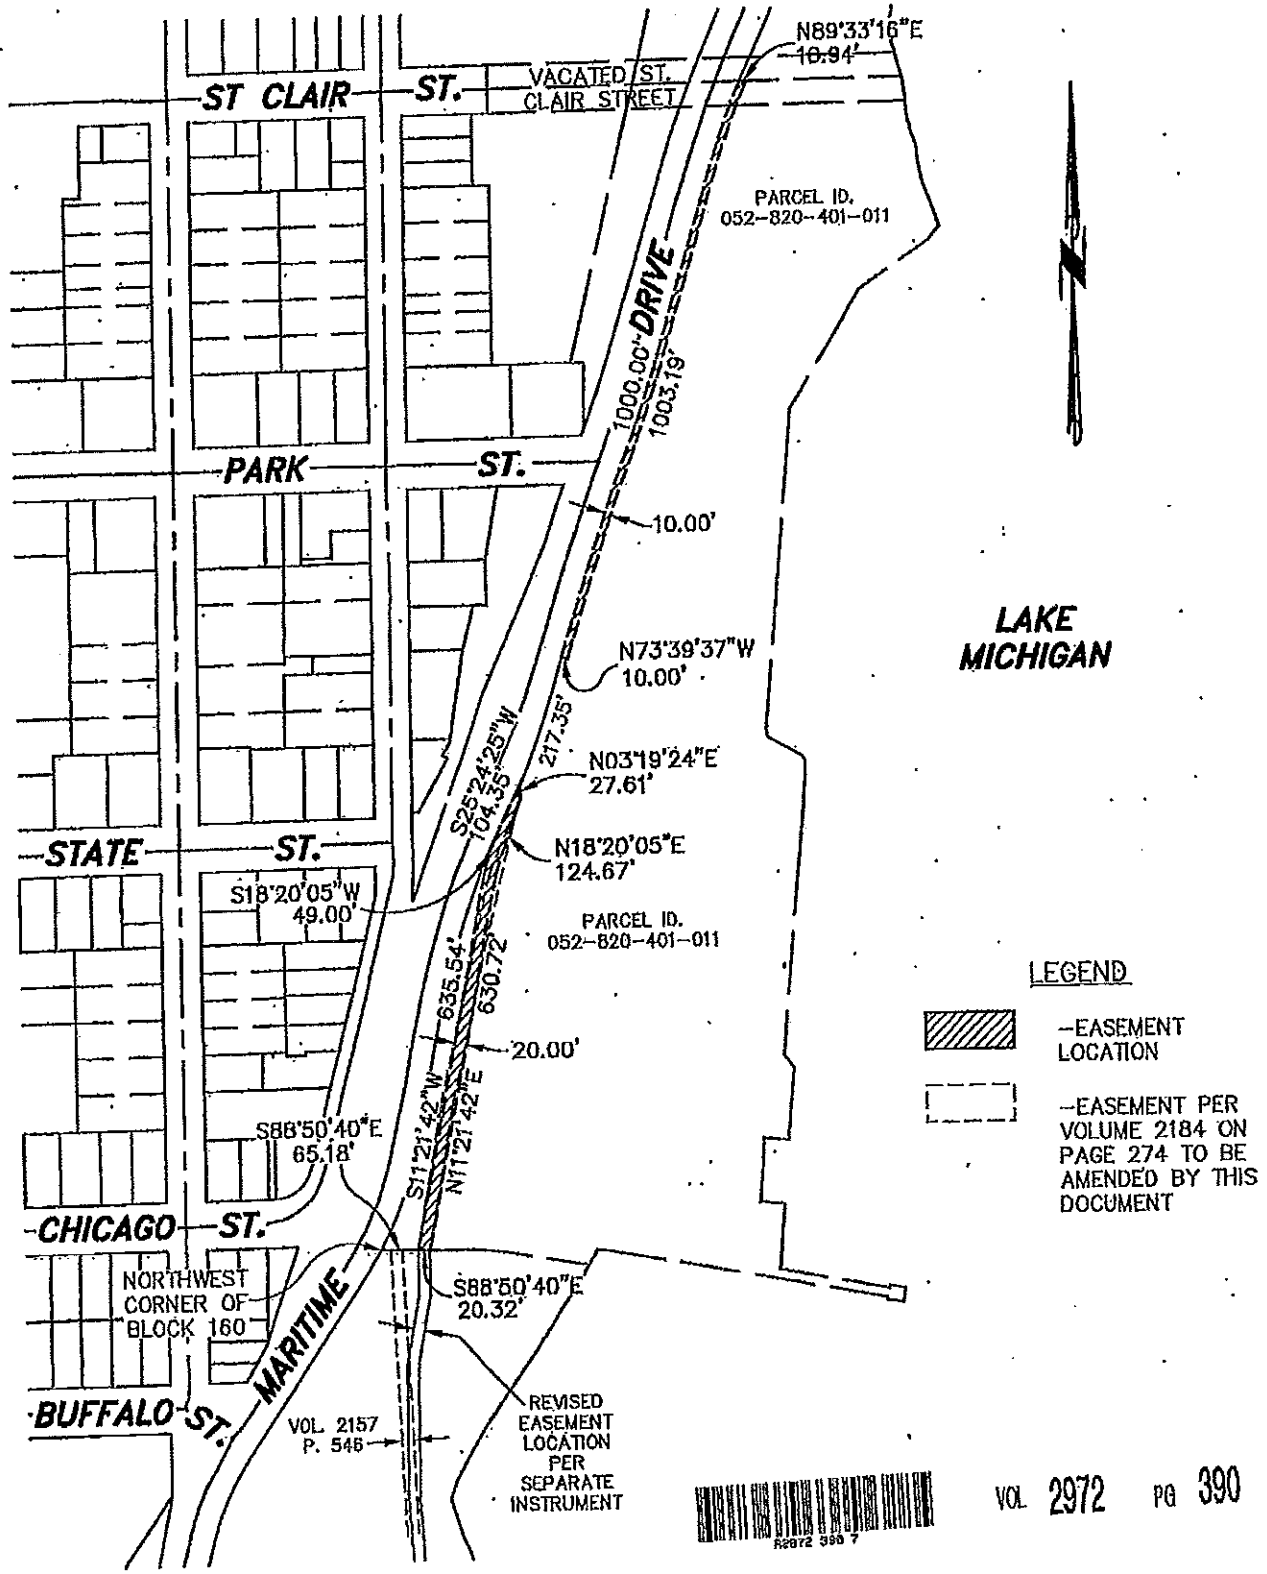 N89°33'16"E
10.94'
ST CLAIR ST.
VACATED ST.
CLAIR STREET
PARCEL ID.
052-820-401-011
DRIVE
1000.00'
1003.19'
PARK ST.
10.00'
LAKE
MICHIGAN
N73°39'37"W
10.00'
217.35'
S25°24'25"W
104.35'
N03°19'24"E
27.61'
STATE ST.
N18°20'05"E
124.67'
S18°20'05"W
49.00'
PARCEL ID.
052-820-401-011
635.54'
630.72'
LEGEND
-EASEMENT
LOCATION
20.00'
S11°21'42"W
N11°21'42"E
-EASEMENT PER
VOLUME 2184 ON
PAGE 274 TO BE
AMENDED BY THIS
DOCUMENT
S88°50'40"E
65.18'
CHICAGO ST.
NORTHWEST
CORNER OF
BLOCK 160
S88°50'40"E
20.32'
MARITIME
BUFFALO ST.
VOL 2157
P. 546
REVISED
EASEMENT
LOCATION
PER
SEPARATE
INSTRUMENT
VOL 2972 PG 390
R2972 390 7